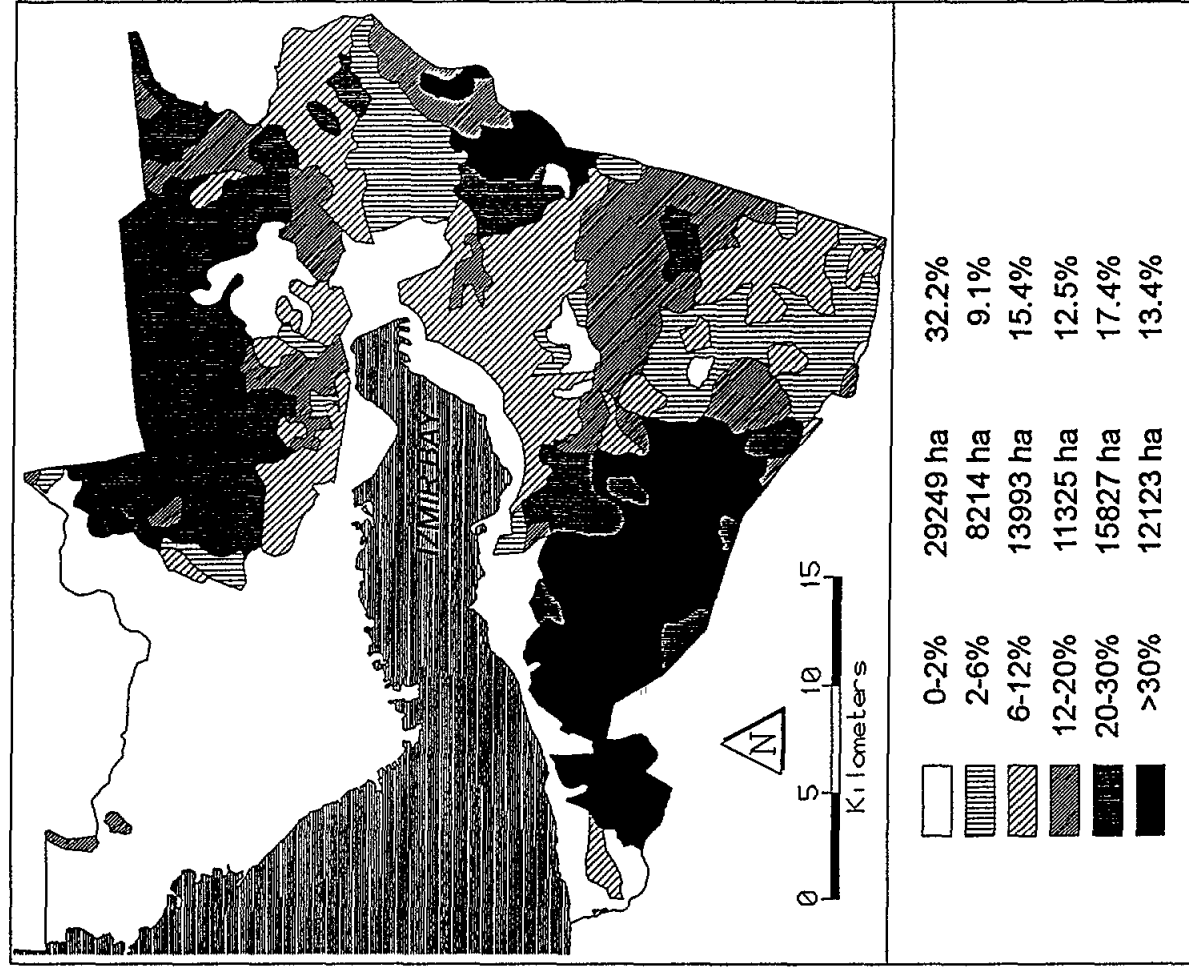 IZMIR BAY
N
0 5 10 15
Kilometers
0-2% 29249 ha 32.2%
2-6% 8214 ha 9.1%
6-12% 13993 ha 15.4%
12-20% 11325 ha 12.5%
20-30% 15827 ha 17.4%
>30% 12123 ha 13.4%